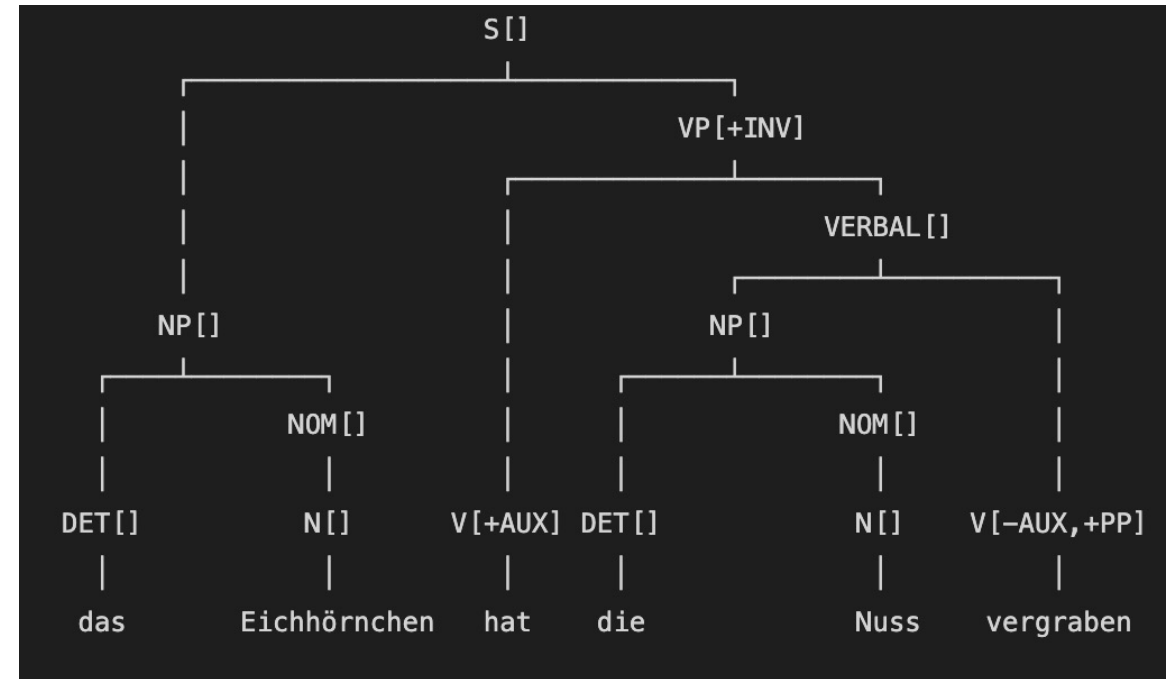 S[]
VP[+INV]
VERBAL[]
NP[] NP[]
NOM[] NOM[]
DET[] N[] V[+AUX] DET[] N[] V[-AUX,+PP]
das Eichhörnchen hat die Nuss vergraben